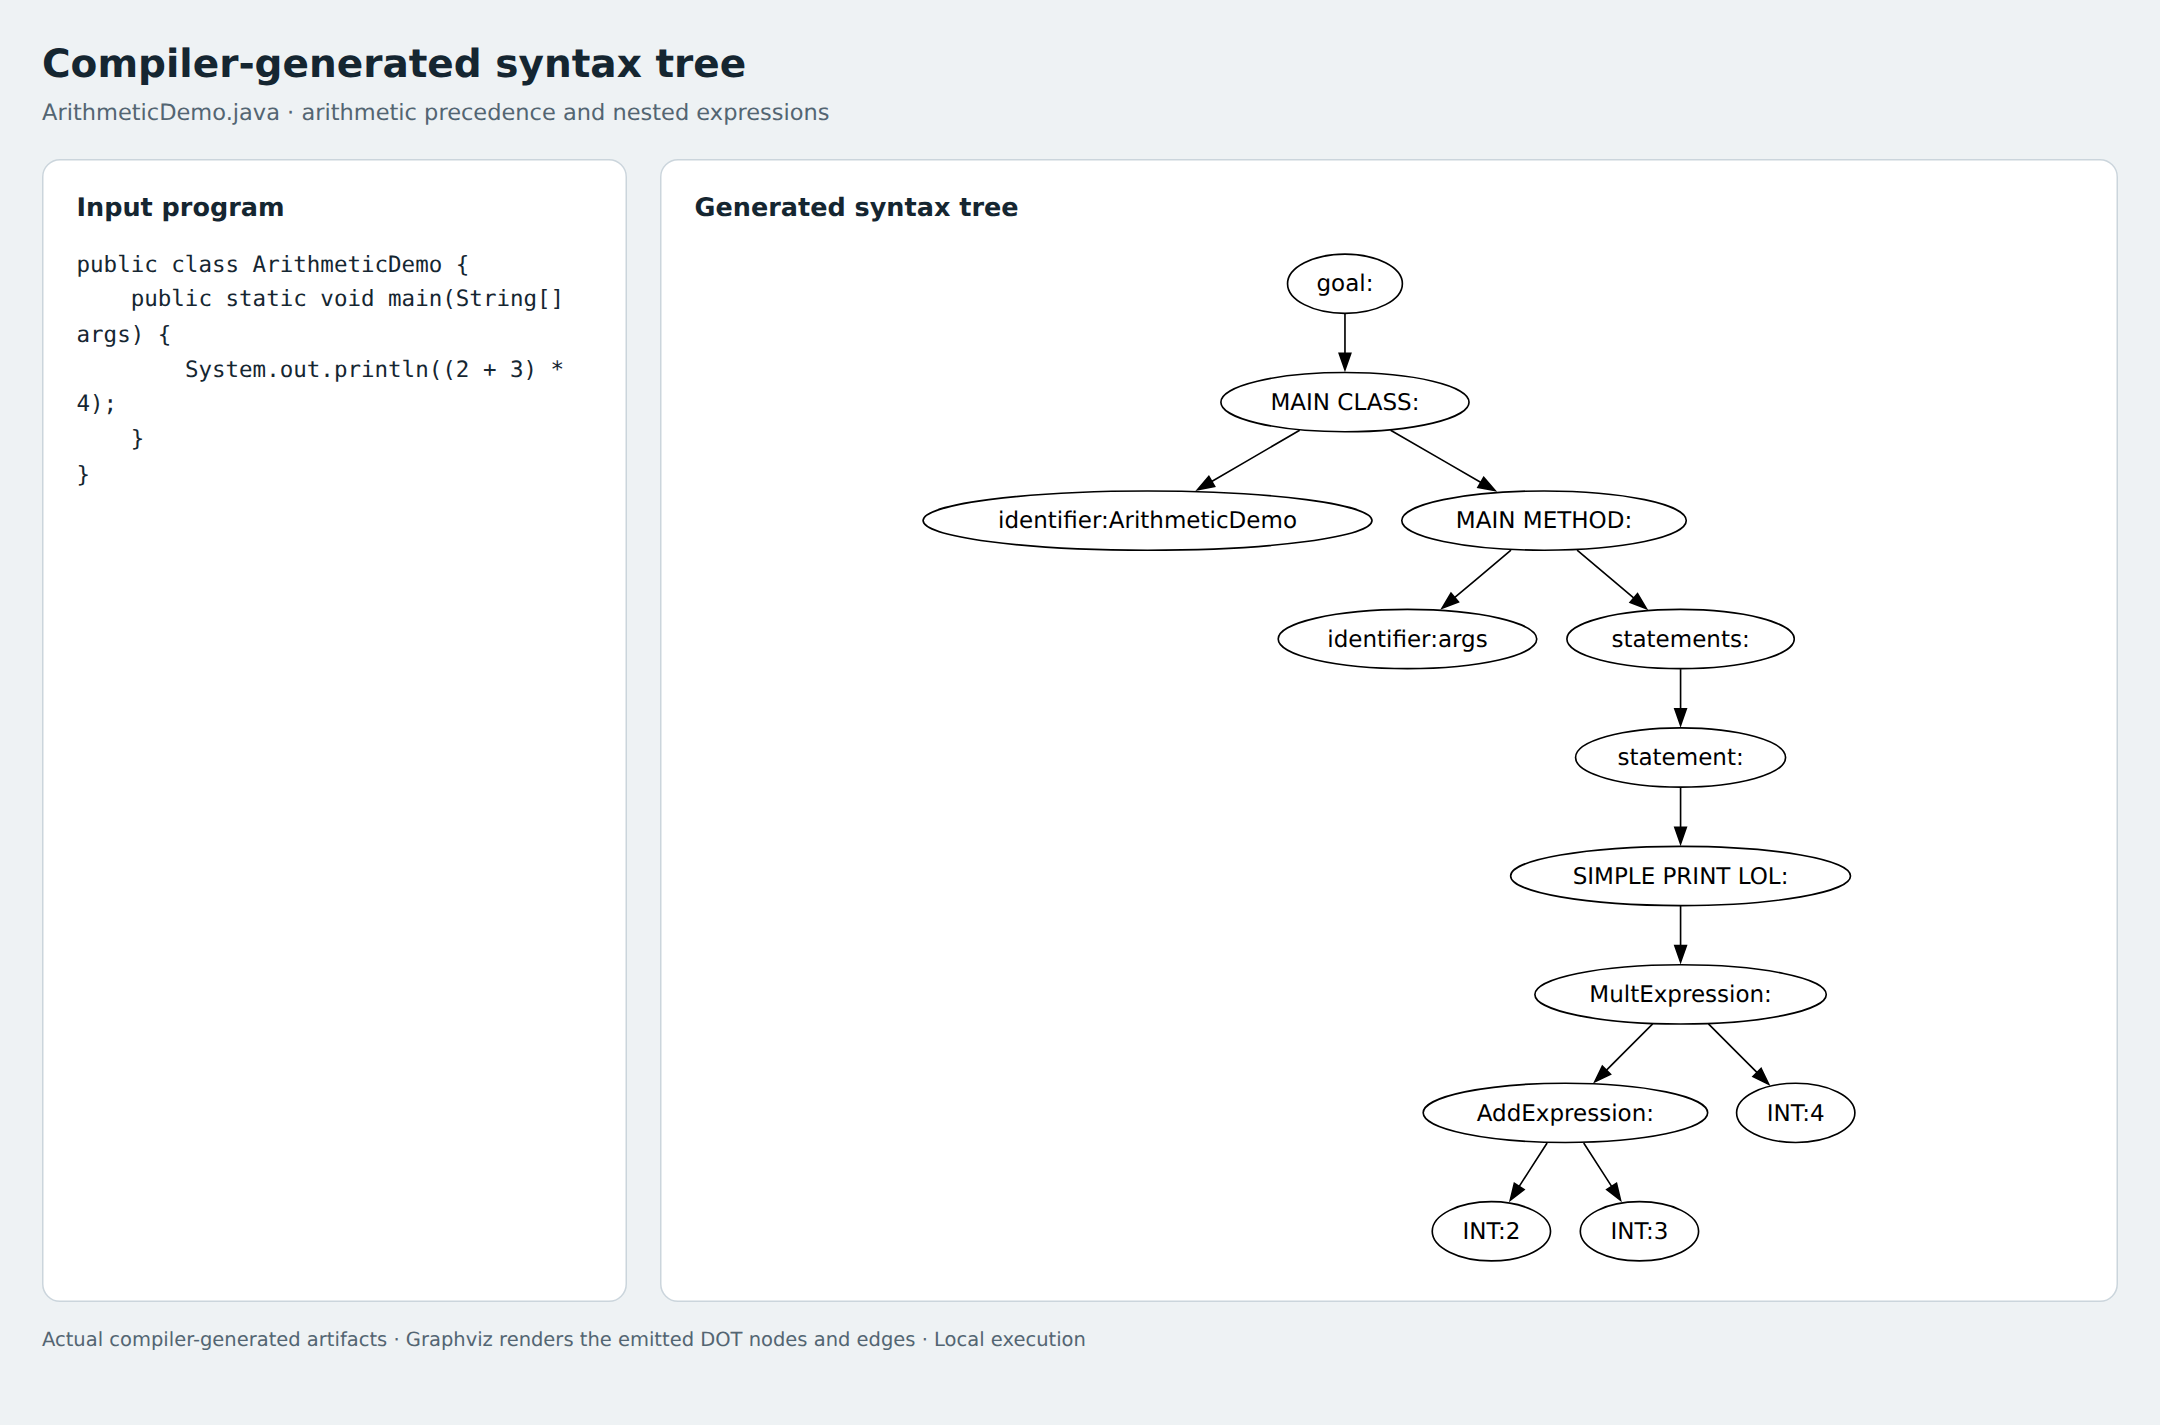 Compiler-generated syntax tree
ArithmeticDemo.java · arithmetic precedence and nested expressions
Input program
public class ArithmeticDemo {
    public static void main(String[]
args) {
        System.out.println((2 + 3) *
4);
    }
}
Generated syntax tree
goal:
MAIN CLASS:
identifier:ArithmeticDemo
MAIN METHOD:
identifier:args
statements:
statement:
SIMPLE PRINT LOL:
MultExpression:
AddExpression:
INT:4
INT:2
INT:3
Actual compiler-generated artifacts · Graphviz renders the emitted DOT nodes and edges · Local execution